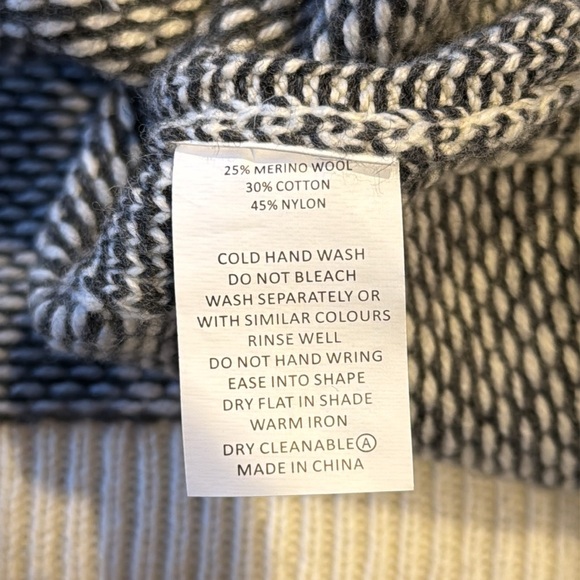 25% MERINO WOOL
30% COTTON
45% NYLON
COLD HAND WASH
DO NOT BLEACH
WASH SEPARATELY OR
WITH SIMILAR COLOURS
RINSE WELL
DO NOT HAND WRING
EASE INTO SHAPE
DRY FLAT IN SHADE
WARM IRON
DRY CLEANABLE Ⓐ
MADE IN CHINA